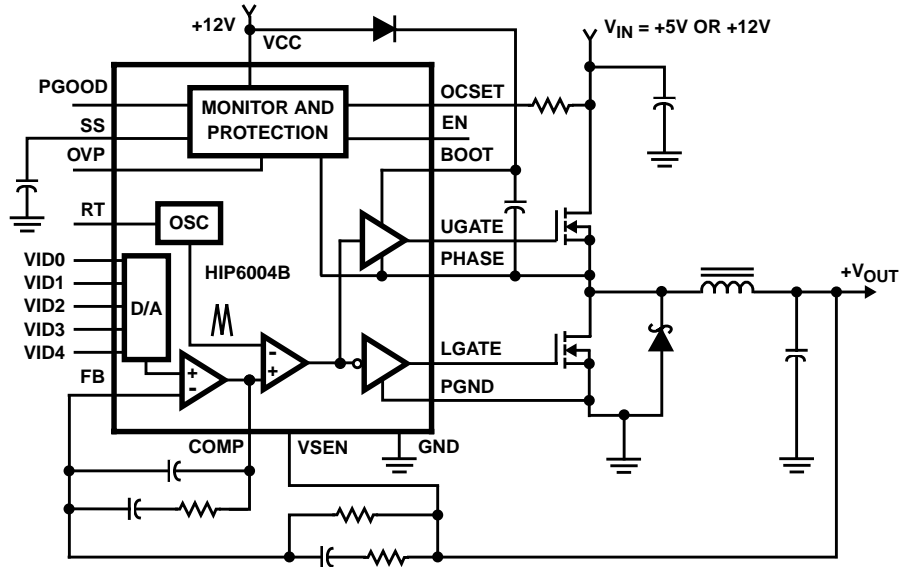 +12V
VCC
V_IN = +5V OR +12V
PGOOD
MONITOR AND
PROTECTION
OCSET
SS
EN
OVP
BOOT
RT
OSC
UGATE
PHASE
VID0
HIP6004B
VID1
VID2
D/A
VID3
VID4
+V_OUT
+
-
-
+
LGATE
FB
PGND
COMP
VSEN
GND